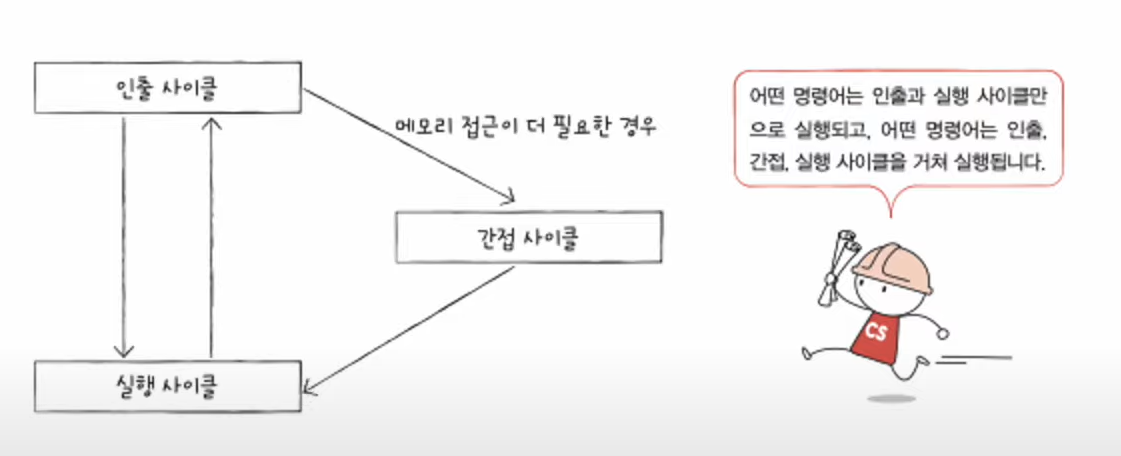 인출 사이클
메모리 접근이 더 필요한 경우
간접 사이클
실행 사이클
어떤 명령어는 인출과 실행 사이클만
으로 실행되고, 어떤 명령어는 인출,
간접, 실행 사이클을 거쳐 실행됩니다.
CS